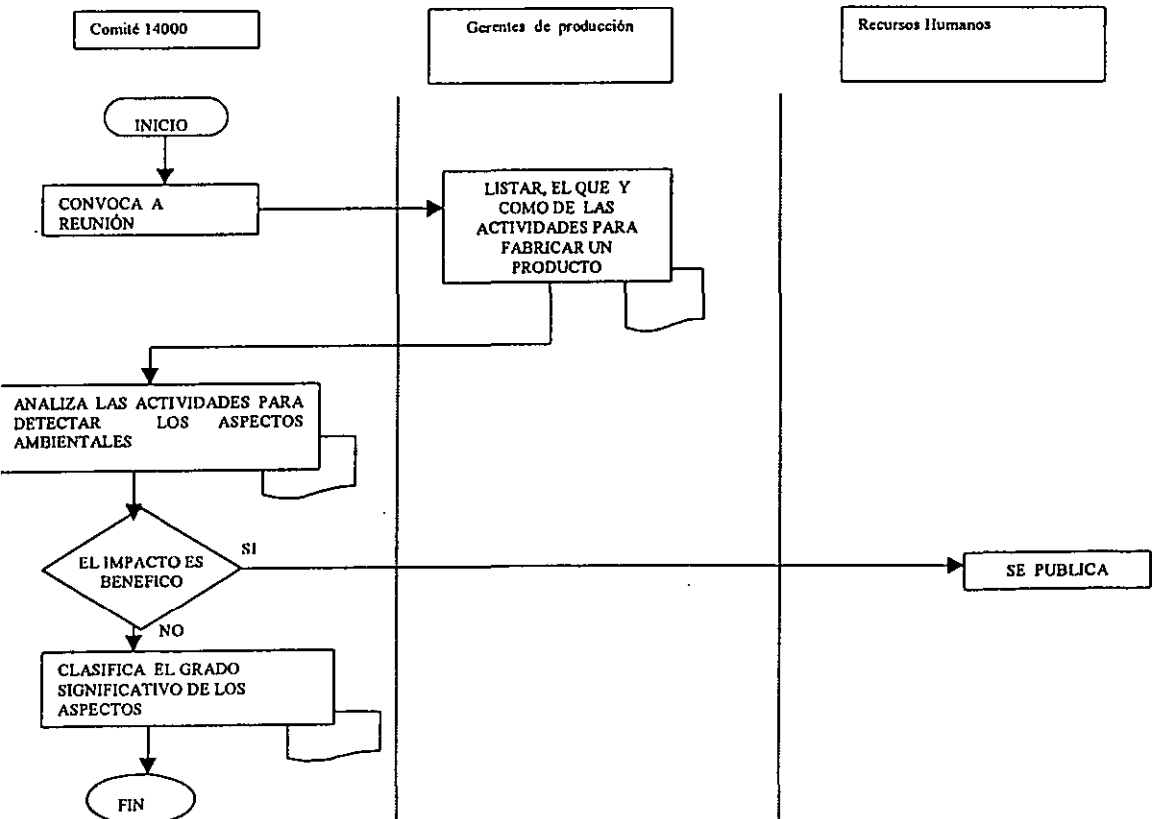 Comité 14000
Gerentes de producción
Recursos Humanos
INICIO
CONVOCA A
REUNIÓN
LISTAR, EL QUE Y
COMO DE LAS
ACTIVIDADES PARA
FABRICAR UN
PRODUCTO
ANALIZA LAS ACTIVIDADES PARA
DETECTAR LOS ASPECTOS
AMBIENTALES
EL IMPACTO ES
BENEFICO
SI
SE PUBLICA
NO
CLASIFICA EL GRADO
SIGNIFICATIVO DE LOS
ASPECTOS
FIN